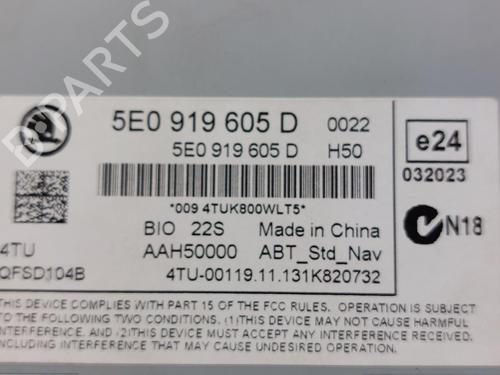 B-PARTS
5E0 919 605 D 0022
5E0 919 605 D H50
e24
032023
*009 4TUK800WLT5*
BIO 22S Made in China
N18
4TU AAH50000 ABT_Std_Nav
QFSD104B 4TU-00119.11.131K820732
THIS DEVICE COMPLIES WITH PART 15 OF THE FCC RULES. OPERATION IS SUBJECT
TO THE FOLLOWING TWO CONDITIONS. (1)THIS DEVICE MAY NOT CAUSE HARMFUL
INTERFERENCE. AND -(2)THIS DEVICE MUST ACCEPT ANY INTERFERENCE RECEIVED.
INCLUDING INTERFERENCE THAT MAY CAUSE UNDESIRED OPERATION.